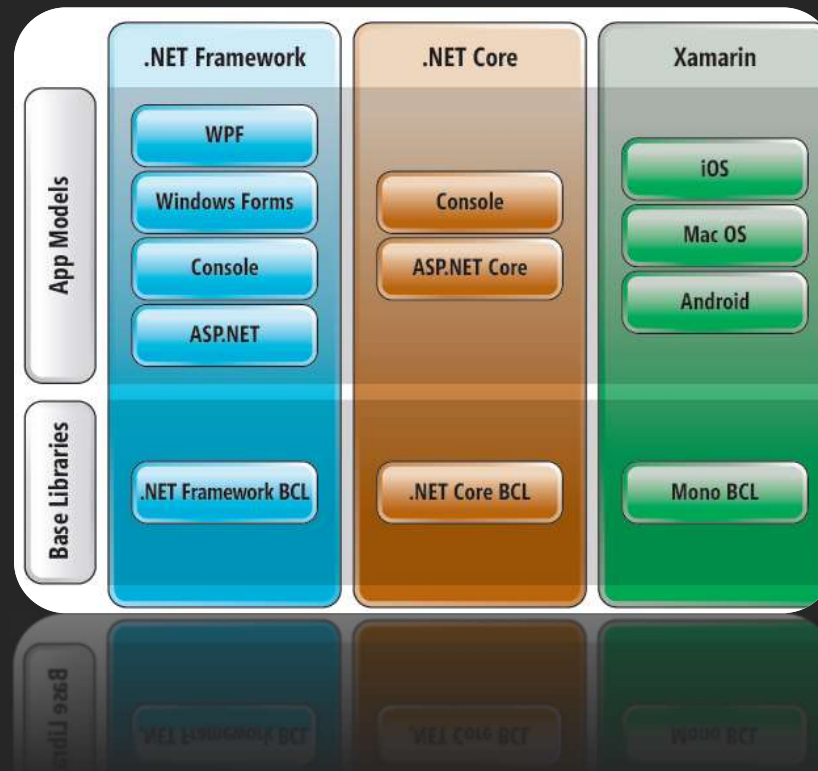 .NET Framework
.NET Core
Xamarin
App Models
WPF
Windows Forms
Console
ASP.NET
Console
ASP.NET Core
iOS
Mac OS
Android
Base Libraries
.NET Framework BCL
.NET Core BCL
Mono BCL